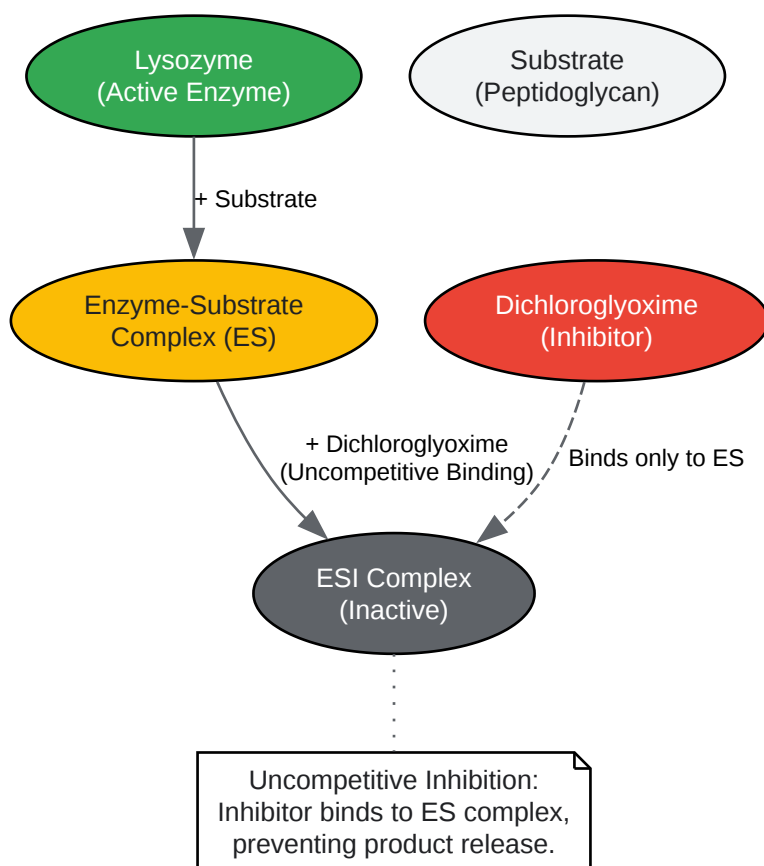 Lysozyme
(Active Enzyme)
Substrate
(Peptidoglycan)
+ Substrate
Enzyme-Substrate
Complex (ES)
Dichloroglyoxime
(Inhibitor)
+ Dichloroglyoxime
(Uncompetitive Binding)
Binds only to ES
ESI Complex
(Inactive)
Uncompetitive Inhibition:
Inhibitor binds to ES complex,
preventing product release.